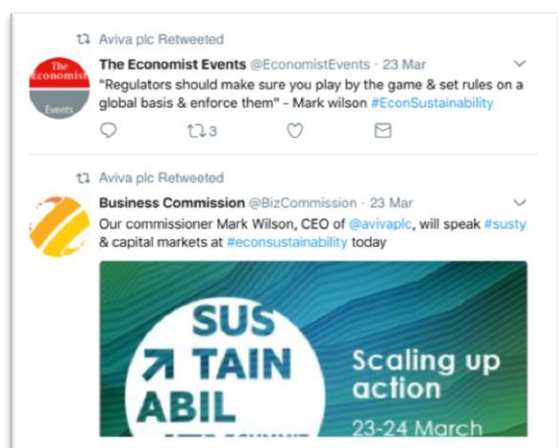 Aviva plc Retweeted
The Economist Events @EconomistEvents · 23 Mar
The
Economist
Events
"Regulators should make sure you play by the game & set rules on a
global basis & enforce them" - Mark wilson #EconSustainability
3
Aviva plc Retweeted
Business Commission @BizCommission · 23 Mar
Our commissioner Mark Wilson, CEO of @avivaplc, will speak #susty
& capital markets at #econsustainability today
SUS
TAIN
ABIL
Scaling up
action
23-24 March